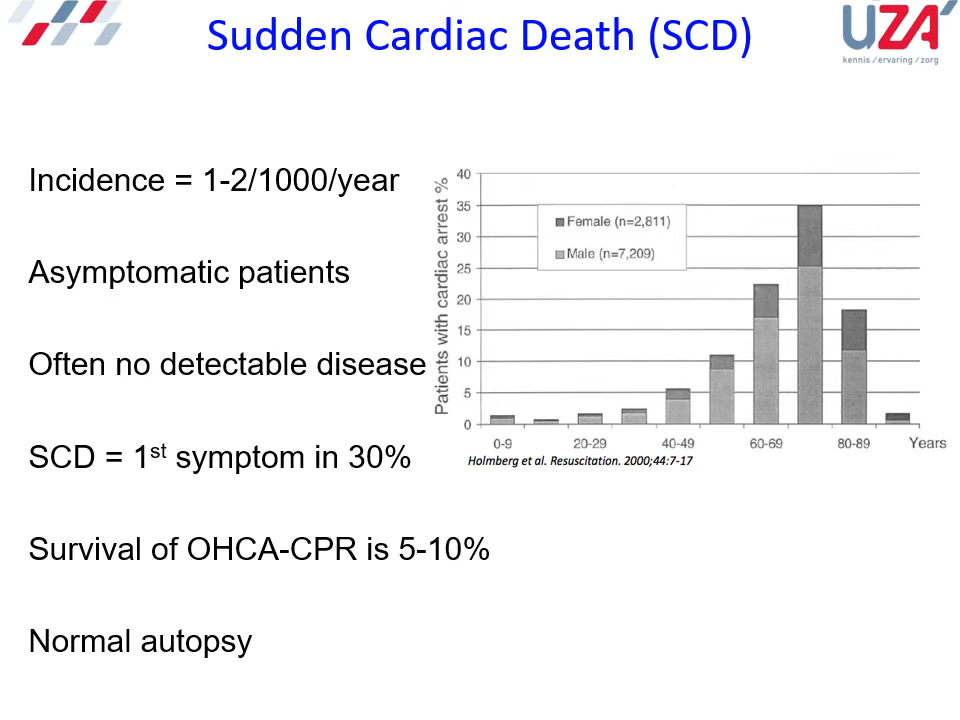 Sudden Cardiac Death (SCD)
UZA'
kennis / ervaring / zorg
Incidence = 1-2/1000/year
Asymptomatic patients
Often no detectable disease
SCD = 1st symptom in 30%
Survival of OHCA-CPR is 5-10%
Normal autopsy
Patients with cardiac arrest %
40
35
30
25
20
15
10
5
0
Female (n=2,811)
Male (n=7,209)
0-9 20-29 40-49 60-69 80-89 Years
Holmberg et al. Resuscitation. 2000;44:7-17